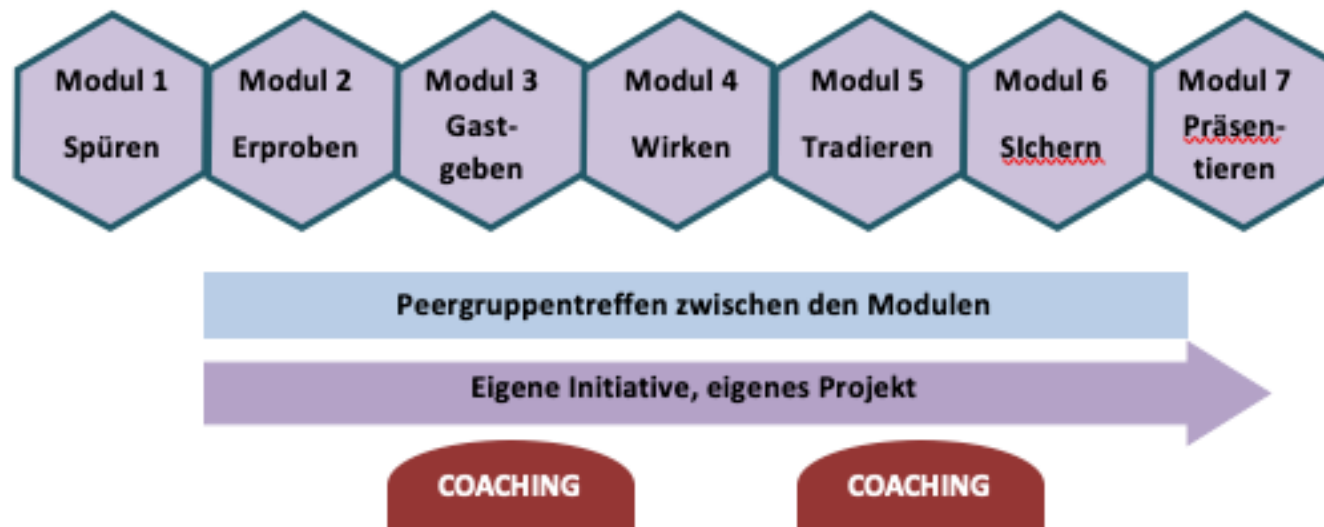 Modul 1
Spüren
Modul 2
Erproben
Modul 3
Gast-
geben
Modul 4
Wirken
Modul 5
Tradieren
Modul 6
SIchern
Modul 7
Präsen-
tieren
Peergruppentreffen zwischen den Modulen
Eigene Initiative, eigenes Projekt
COACHING
COACHING